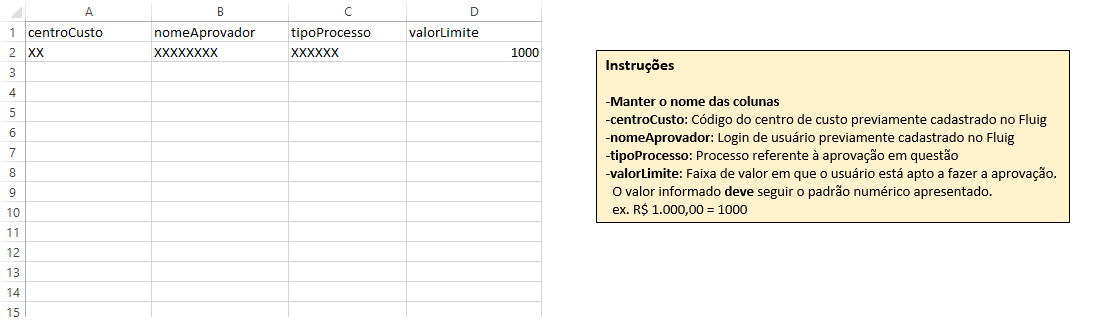 A B C D
1 centroCusto nomeAprovador tipoProcesso valorLimite
2 XX XXXXXXXX XXXXXX 1000
3
4
5
6
7
8
9
10
11
12
13
14
15
Instruções
-Manter o nome das colunas
-centroCusto: Código do centro de custo previamente cadastrado no Fluig
-nomeAprovador: Login de usuário previamente cadastrado no Fluig
-tipoProcesso: Processo referente à aprovação em questão
-valorLimite: Faixa de valor em que o usuário está apto a fazer a aprovação.
O valor informado deve seguir o padrão numérico apresentado.
ex. R$ 1.000,00 = 1000